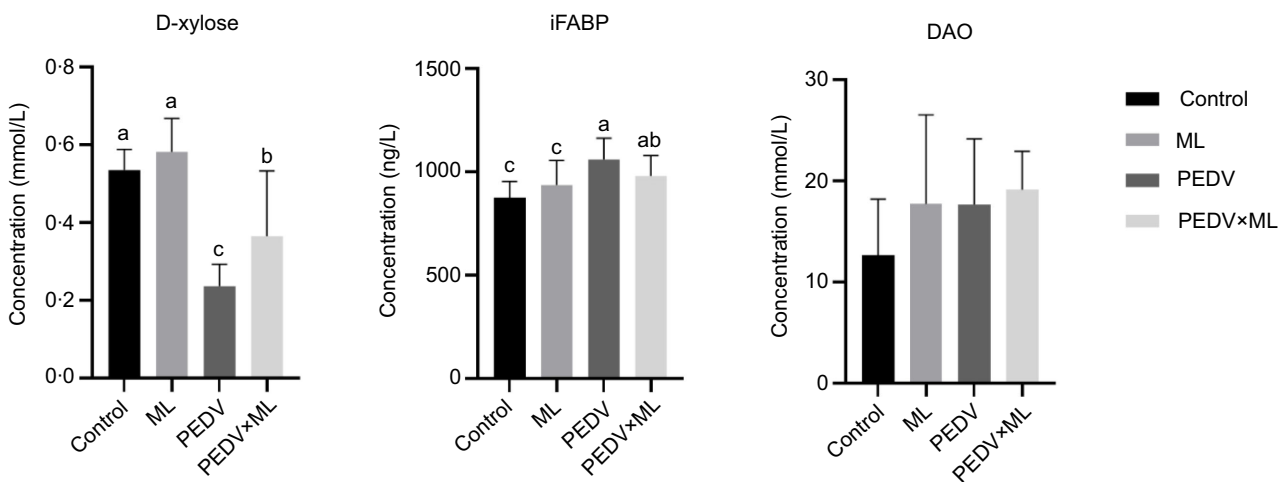 D-xylose
Concentration (mmol/L)
0·8
0·6
0·4
0·2
0·0
a
a
c
b
Control
ML
PEDV
PEDV×ML
iFABP
Concentration (ng/L)
1500
1000
500
0
c
c
a
ab
Control
ML
PEDV
PEDV×ML
DAO
Concentration (mmol/L)
30
20
10
0
Control
ML
PEDV
PEDV×ML
Control
ML
PEDV
PEDV×ML